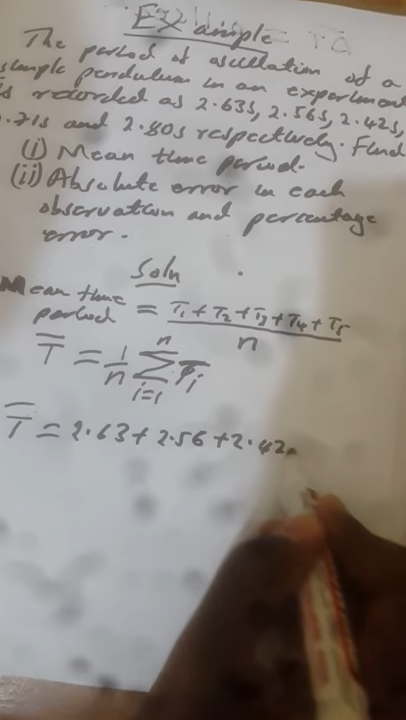 Example
The period of oscillation of a
simple pendulum in an experiment
is recorded as 2.63s, 2.56s, 2.42s,
.71s and 2.80s respectively. Find
(i) Mean time period.
(ii) Absolute error in each
observation and percentage
error.
Soln
Mean time period = T1 + T2 + T3 + T4 + T5 / n
T = 1/n Σ i=1 n Ti
T = 2.63 + 2.56 + 2.42